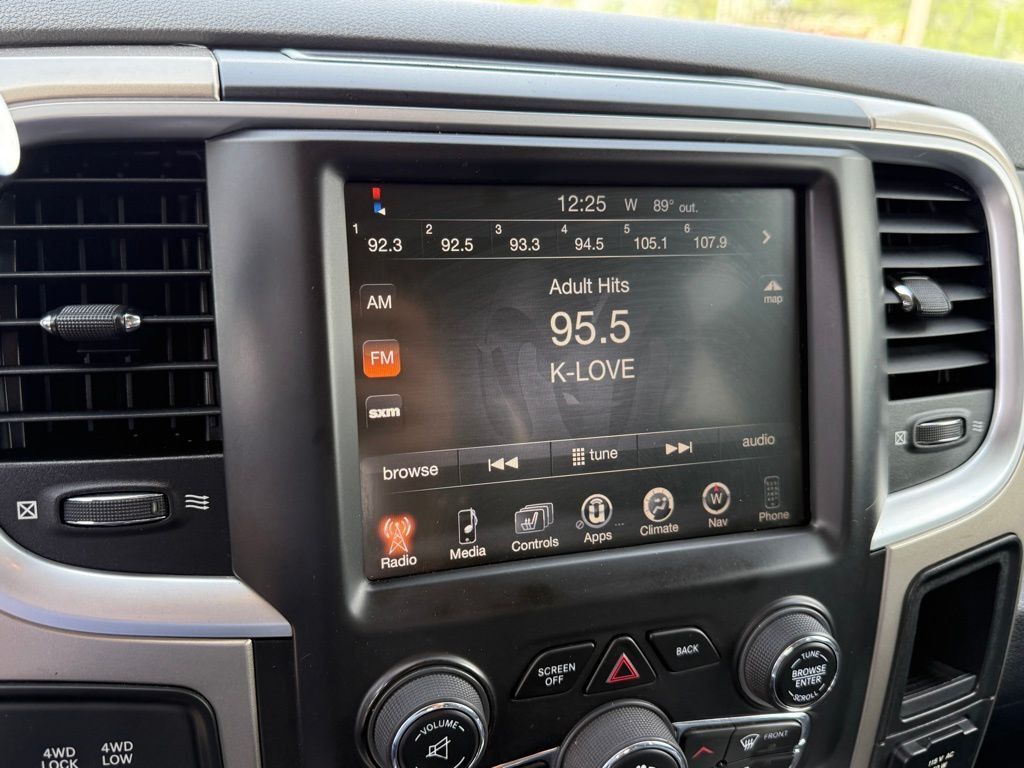 12:25 W 89° out.
1 92.3 2 92.5 3 93.3 4 94.5 5 105.1 6 107.9
Adult Hits
map
AM
95.5
FM
K-LOVE
sxm
browse tune audio
Radio Media Controls Apps ... Climate Nav Phone
W
SCREEN OFF
BACK
TUNE
BROWSE
ENTER
SCROLL
VOLUME
FRONT
4WD LOCK
4WD LOW
115V AC